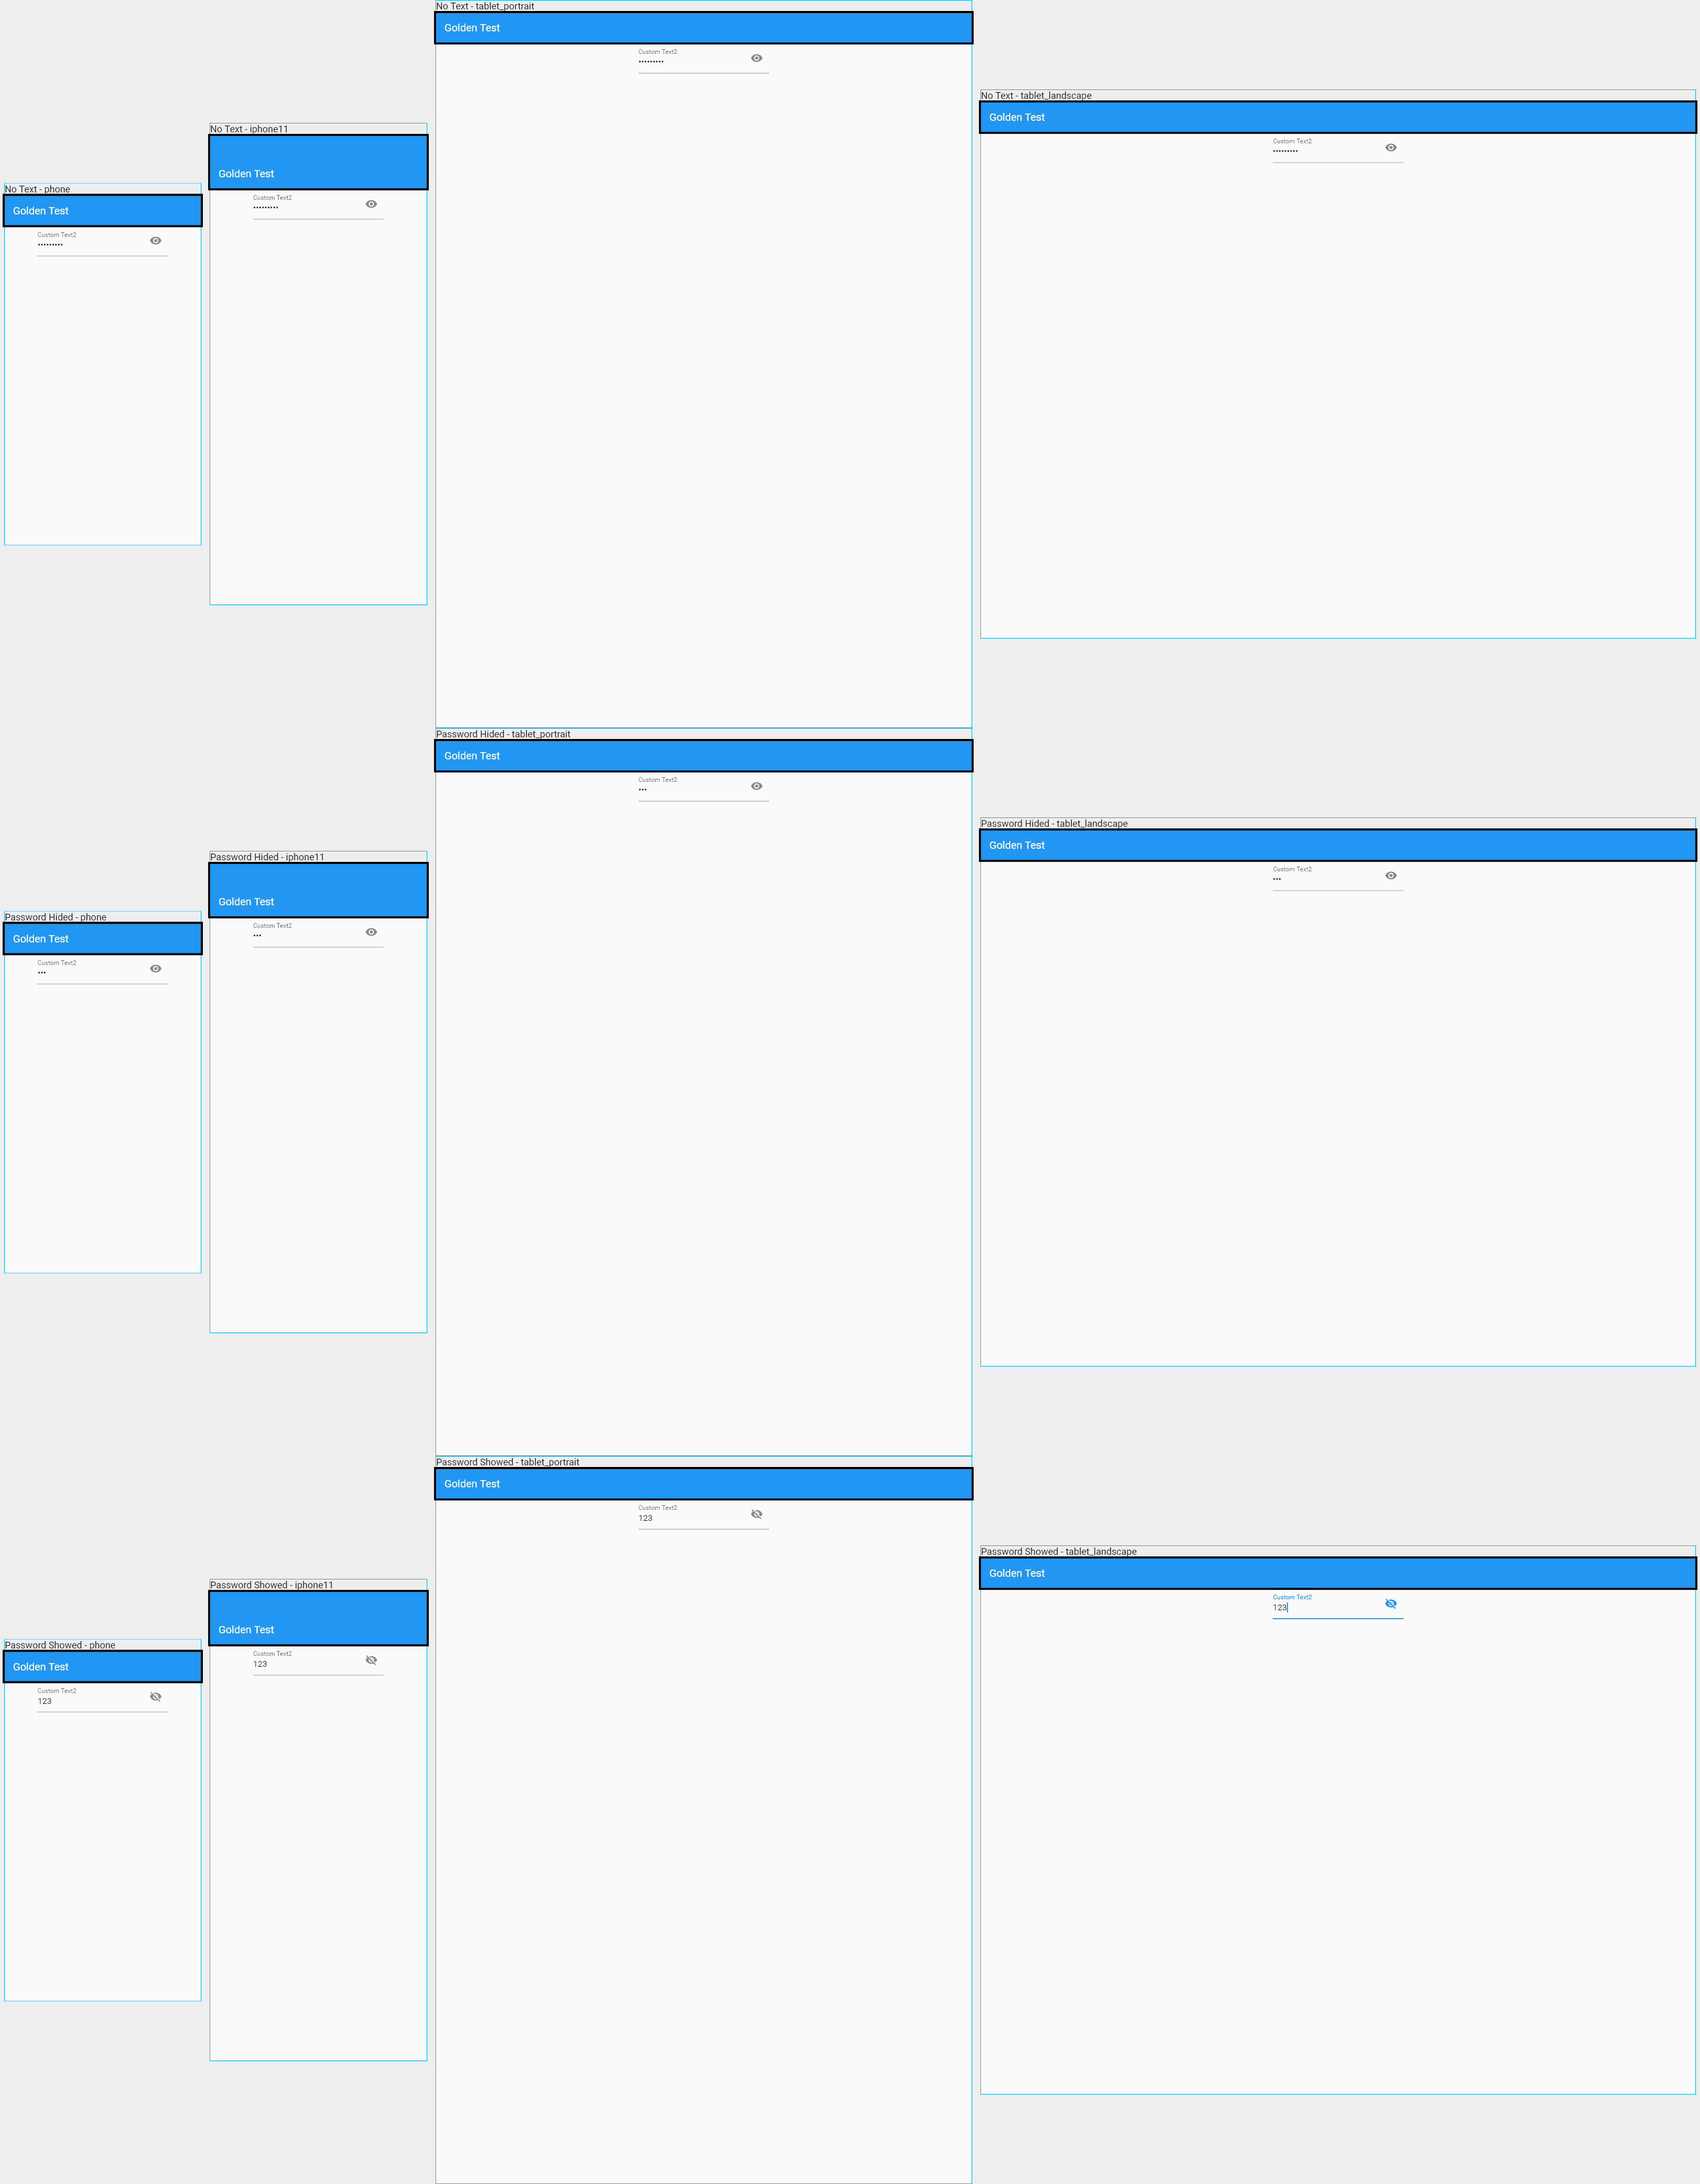 No Text - phone
Golden Test
Custom Text2
•••••••••
No Text - iphone11
Golden Test
Custom Text2
•••••••••
No Text - tablet_portrait
Golden Test
Custom Text2
•••••••••
No Text - tablet_landscape
Golden Test
Custom Text2
•••••••••
Password Hided - phone
Golden Test
Custom Text2
•••
Password Hided - iphone11
Golden Test
Custom Text2
•••
Password Hided - tablet_portrait
Golden Test
Custom Text2
•••
Password Hided - tablet_landscape
Golden Test
Custom Text2
•••
Password Showed - phone
Golden Test
Custom Text2
123
Password Showed - iphone11
Golden Test
Custom Text2
123
Password Showed - tablet_portrait
Golden Test
Custom Text2
123
Password Showed - tablet_landscape
Golden Test
Custom Text2
123